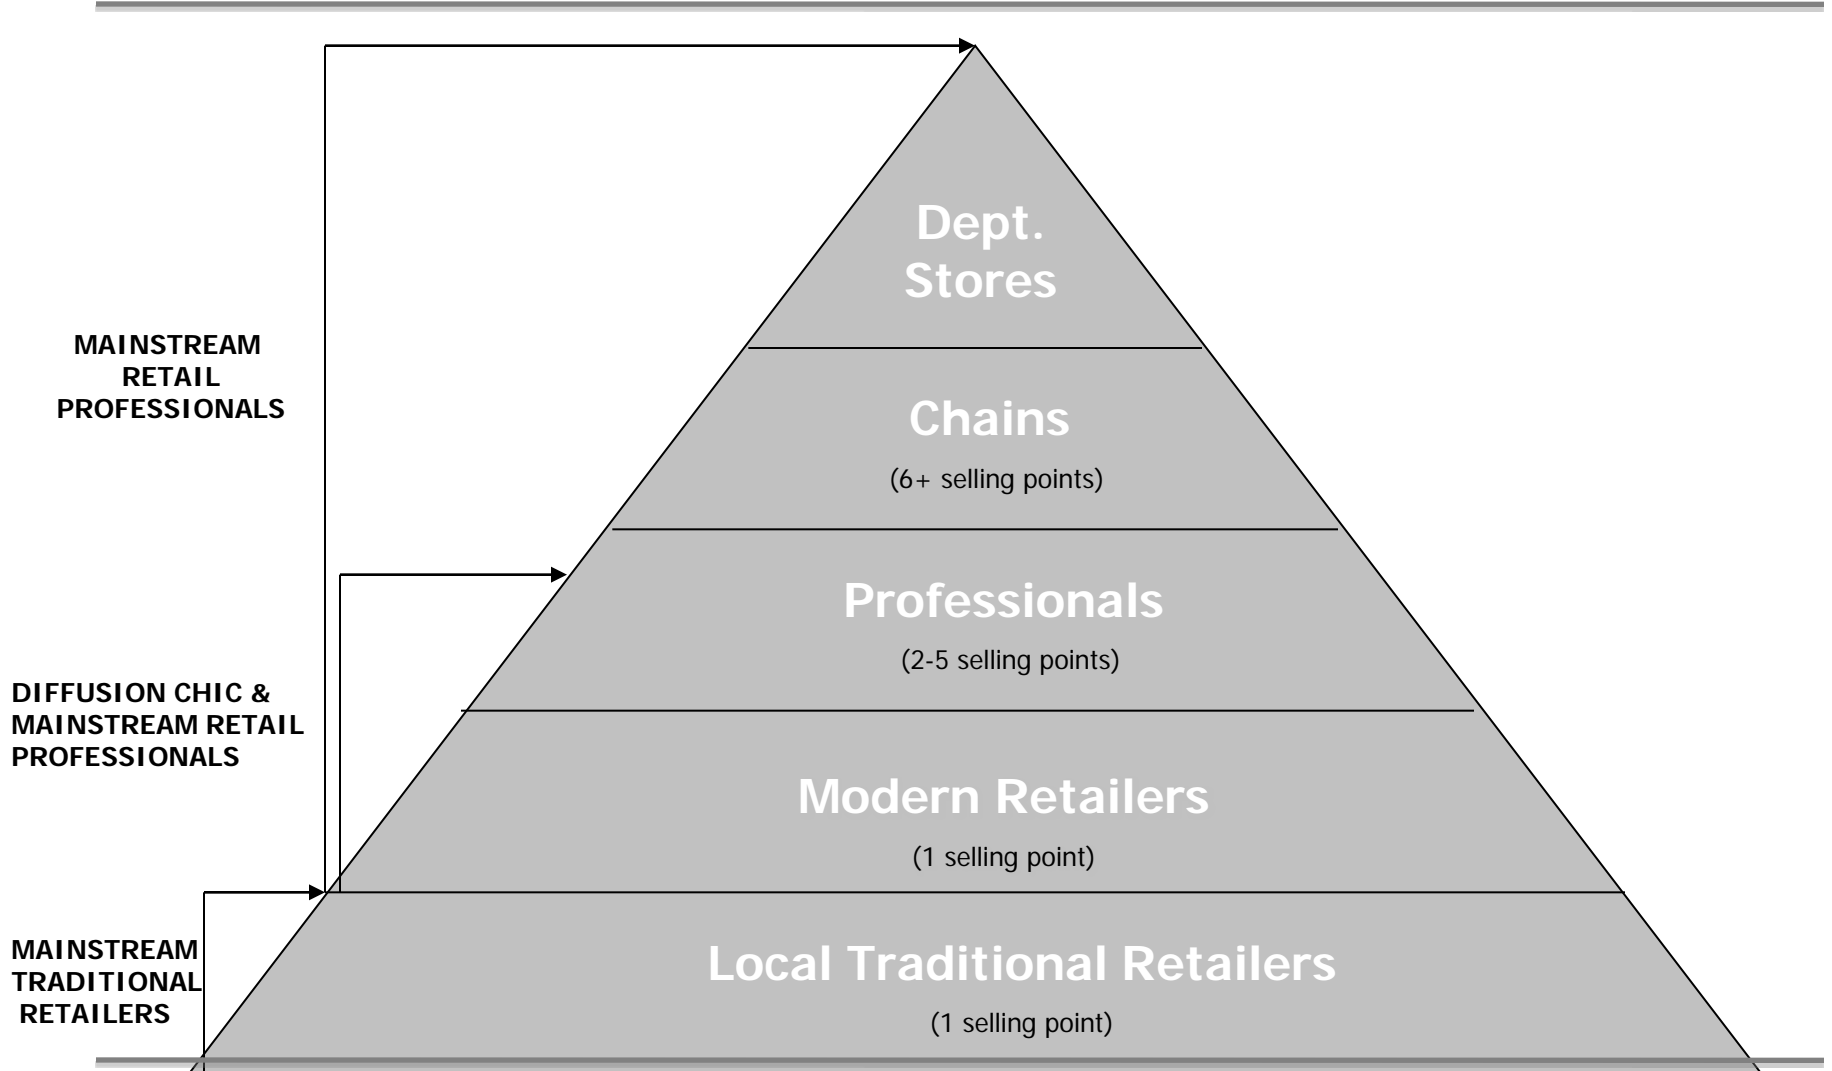 Dept.
Stores
MAINSTREAM
RETAIL
PROFESSIONALS
Chains
(6+ selling points)
Professionals
(2-5 selling points)
DIFFUSION CHIC &
MAINSTREAM RETAIL
PROFESSIONALS
Modern Retailers
(1 selling point)
MAINSTREAM
TRADITIONAL
RETAILERS
Local Traditional Retailers
(1 selling point)